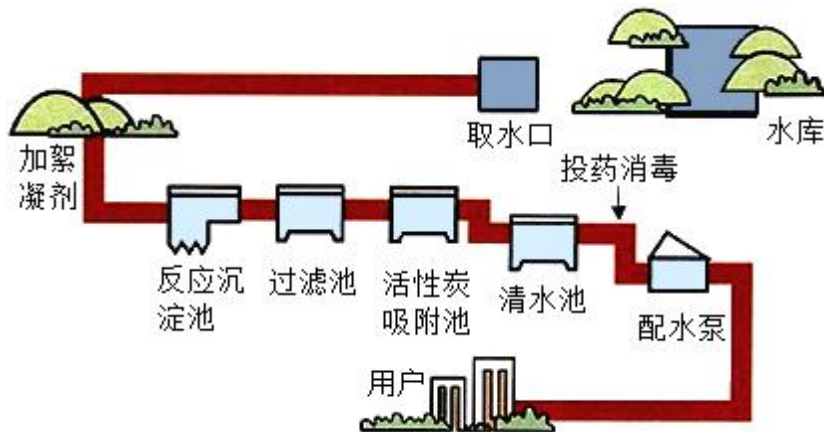 取水口
水库
加絮
凝剂
投药消毒
反应沉
淀池
过滤池
活性炭
吸附池
清水池
配水泵
用户